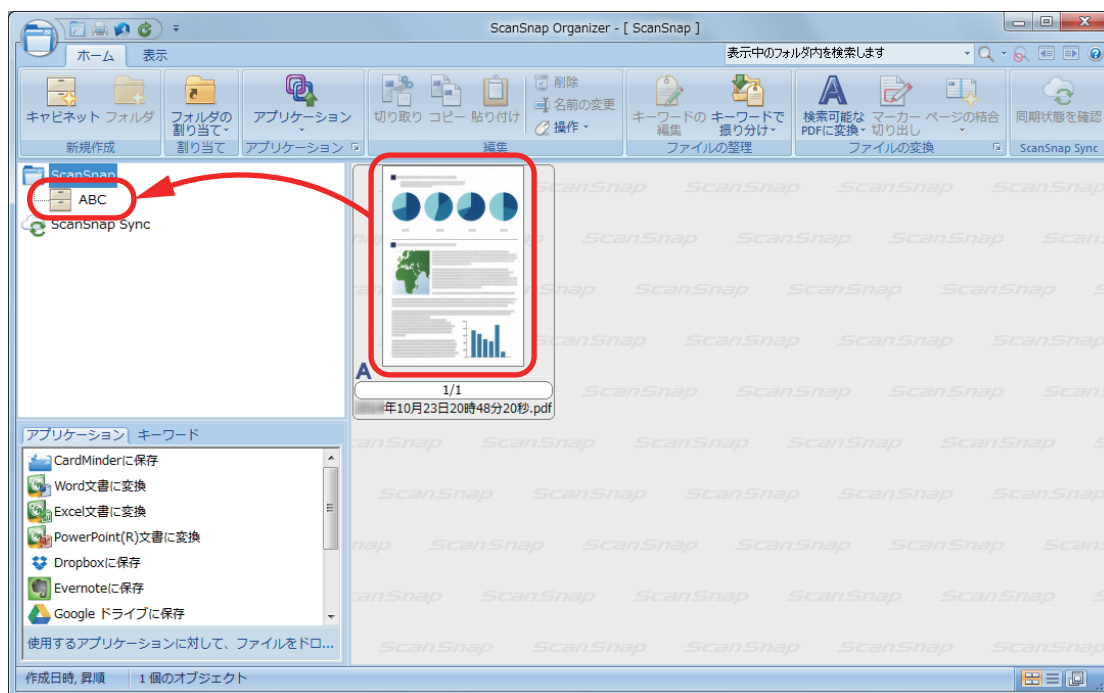 ScanSnap Organizer - [ ScanSnap ]
ホーム 表示 表示中のフォルダ内を検索します
キャビネット フォルダ フォルダの割り当て アプリケーション 切り取り コピー 貼り付け 削除 名前の変更 操作 キーワードの編集 キーワードで振り分け 検索可能なPDFに変換 マーカー切り出し ページの結合 同期状態を確認
新規作成 割り当て アプリケーション 編集 ファイルの整理 ファイルの変換 ScanSnap Sync
ScanSnap
ABC
ScanSnap Sync
A
1/1
年10月23日20時48分20秒.pdf
アプリケーション キーワード
CardMinderに保存
Word文書に変換
Excel文書に変換
PowerPoint(R)文書に変換
Dropboxに保存
Evernoteに保存
Google ドライブに保存
使用するアプリケーションに対して、ファイルをドロ...
作成日時, 昇順 1 個のオブジェクト